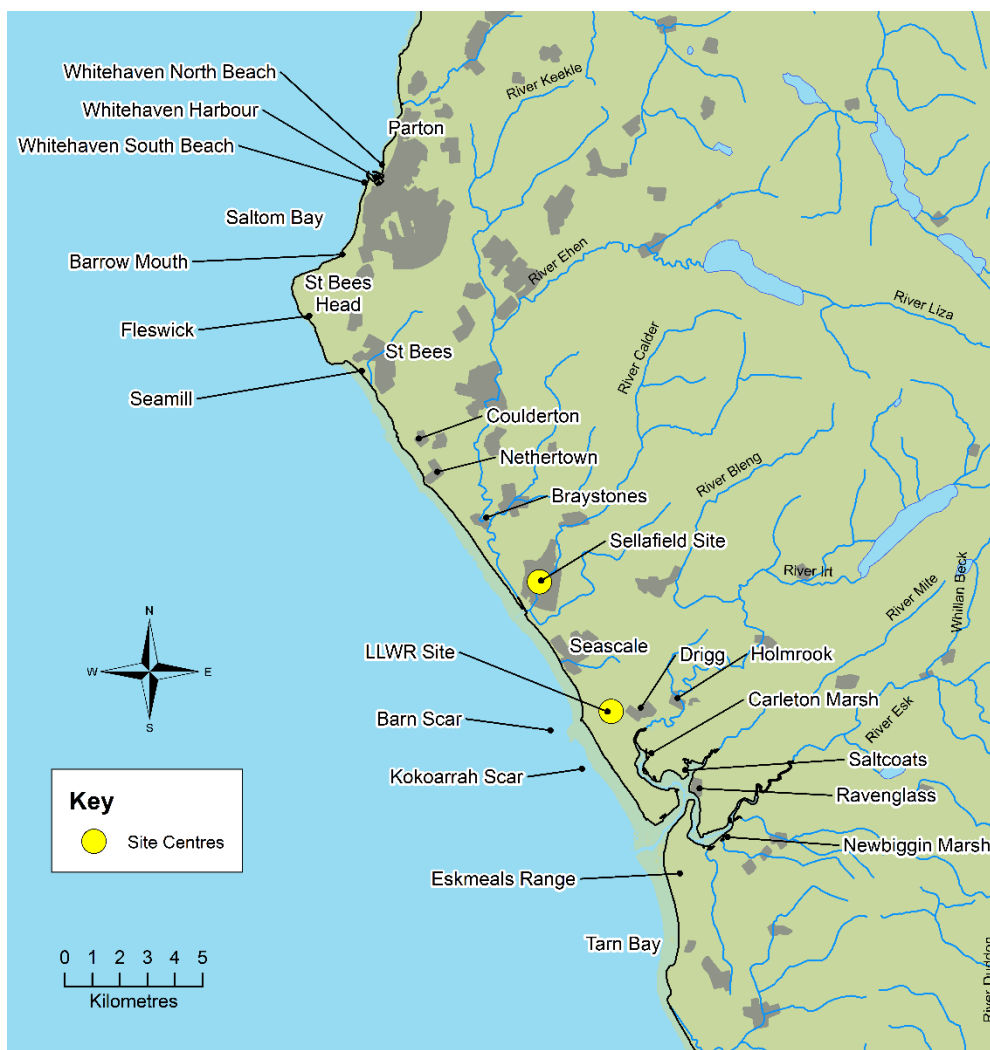 Whitehaven North Beach
River Keekle
Whitehaven Harbour
Parton
Whitehaven South Beach
Saltom Bay
River Ehen
Barrow Mouth
St Bees
Head
River Liza
Fleswick
River Calder
St Bees
Seamill
Coulderton
Nethertown
River Bleng
Braystones
Sellafield Site
River Irt
River Mite
Whillan Beck
N
W
E
S
LLWR Site
Seascale
Drigg
Holmrook
Carleton Marsh
River Esk
Barn Scar
Saltcoats
Kokoarrah Scar
Ravenglass
Key
Site Centres
Newbiggin Marsh
Eskmeals Range
Tarn Bay
River Duddon
0 1 2 3 4 5
Kilometres